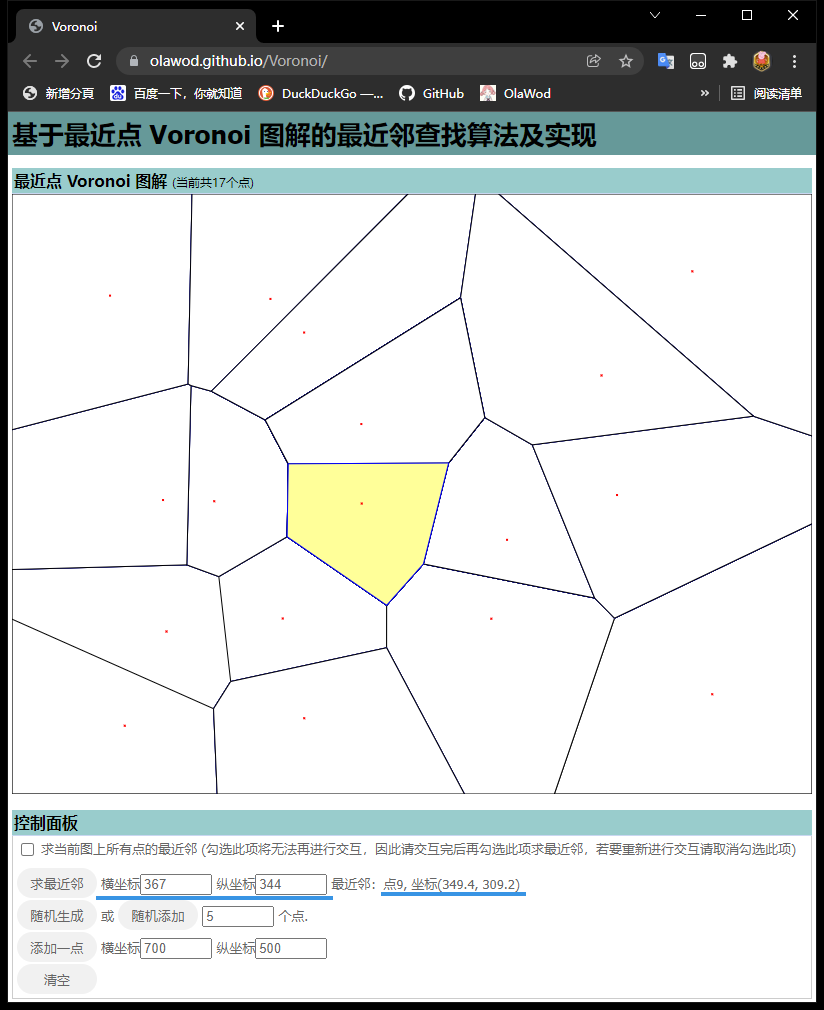 Voronoi
olawod.github.io/Voronoi/
新增分頁 百度一下，你就知道 DuckDuckGo —... GitHub OlaWod » 阅读清单
基于最近点 Voronoi 图解的最近邻查找算法及实现
最近点 Voronoi 图解 (当前共17个点)
控制面板
求当前图上所有点的最近邻 (勾选此项将无法再进行交互，因此请交互完后再勾选此项求最近邻，若要重新进行交互请取消勾选此项)
求最近邻 横坐标 367 纵坐标 344 最近邻：点9, 坐标(349.4, 309.2)
随机生成 或 随机添加 5 个点.
添加一点 横坐标 700 纵坐标 500
清空